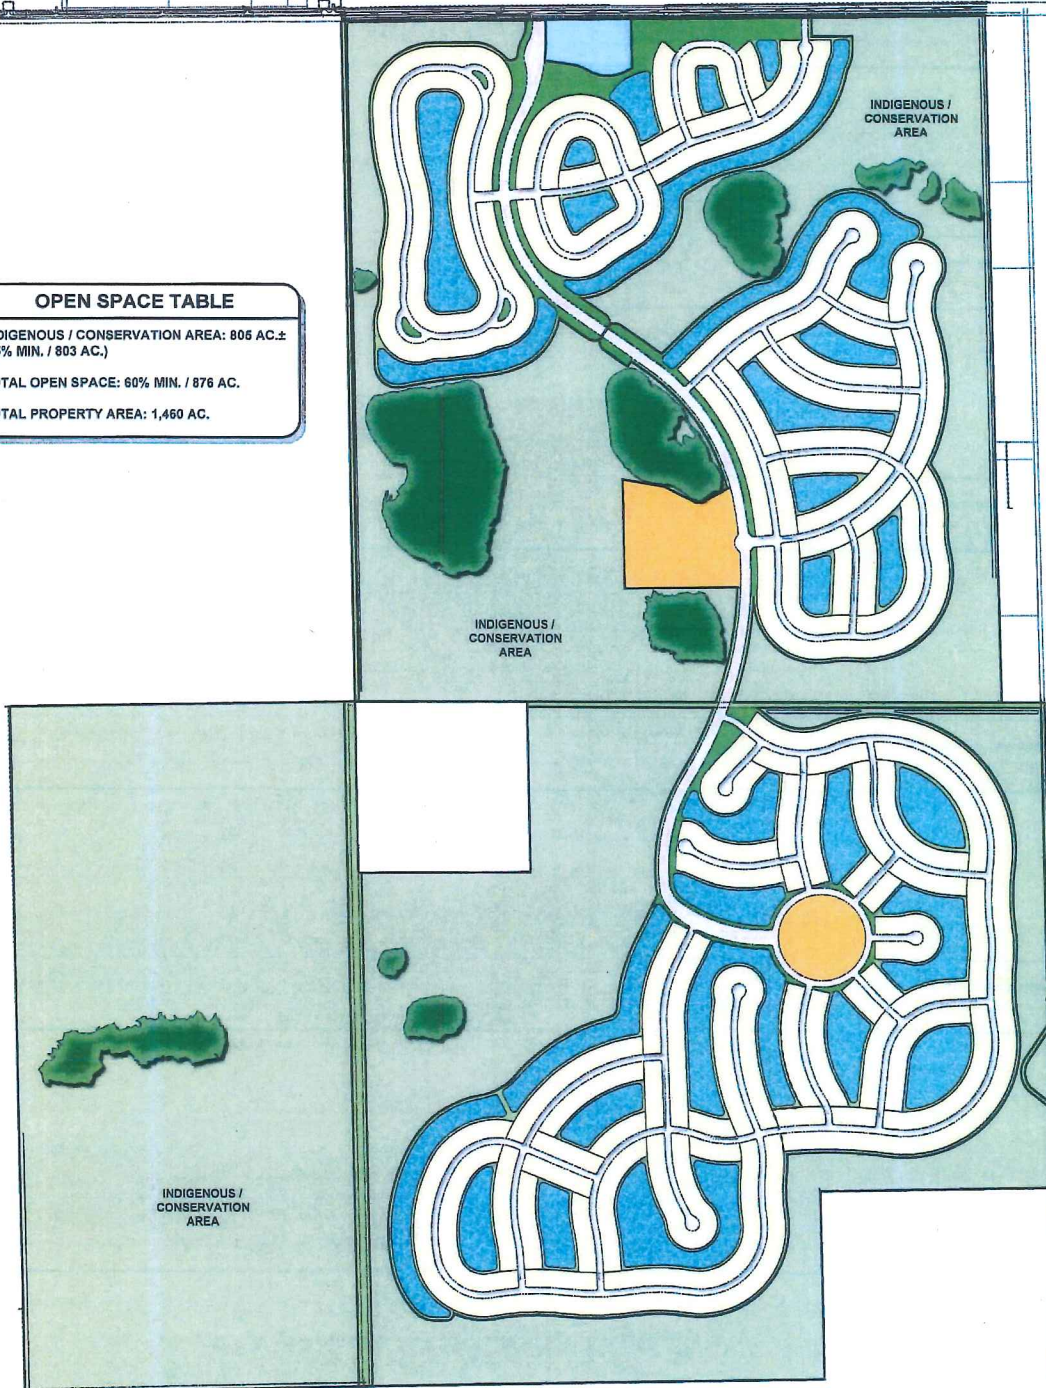 INDIGENOUS /
CONSERVATION
AREA
OPEN SPACE TABLE
DIGENOUS / CONSERVATION AREA: 805 AC.±
% MIN. / 803 AC.)
TAL OPEN SPACE: 60% MIN. / 876 AC.
TAL PROPERTY AREA: 1,460 AC.
INDIGENOUS /
CONSERVATION
AREA
INDIGENOUS /
CONSERVATION
AREA